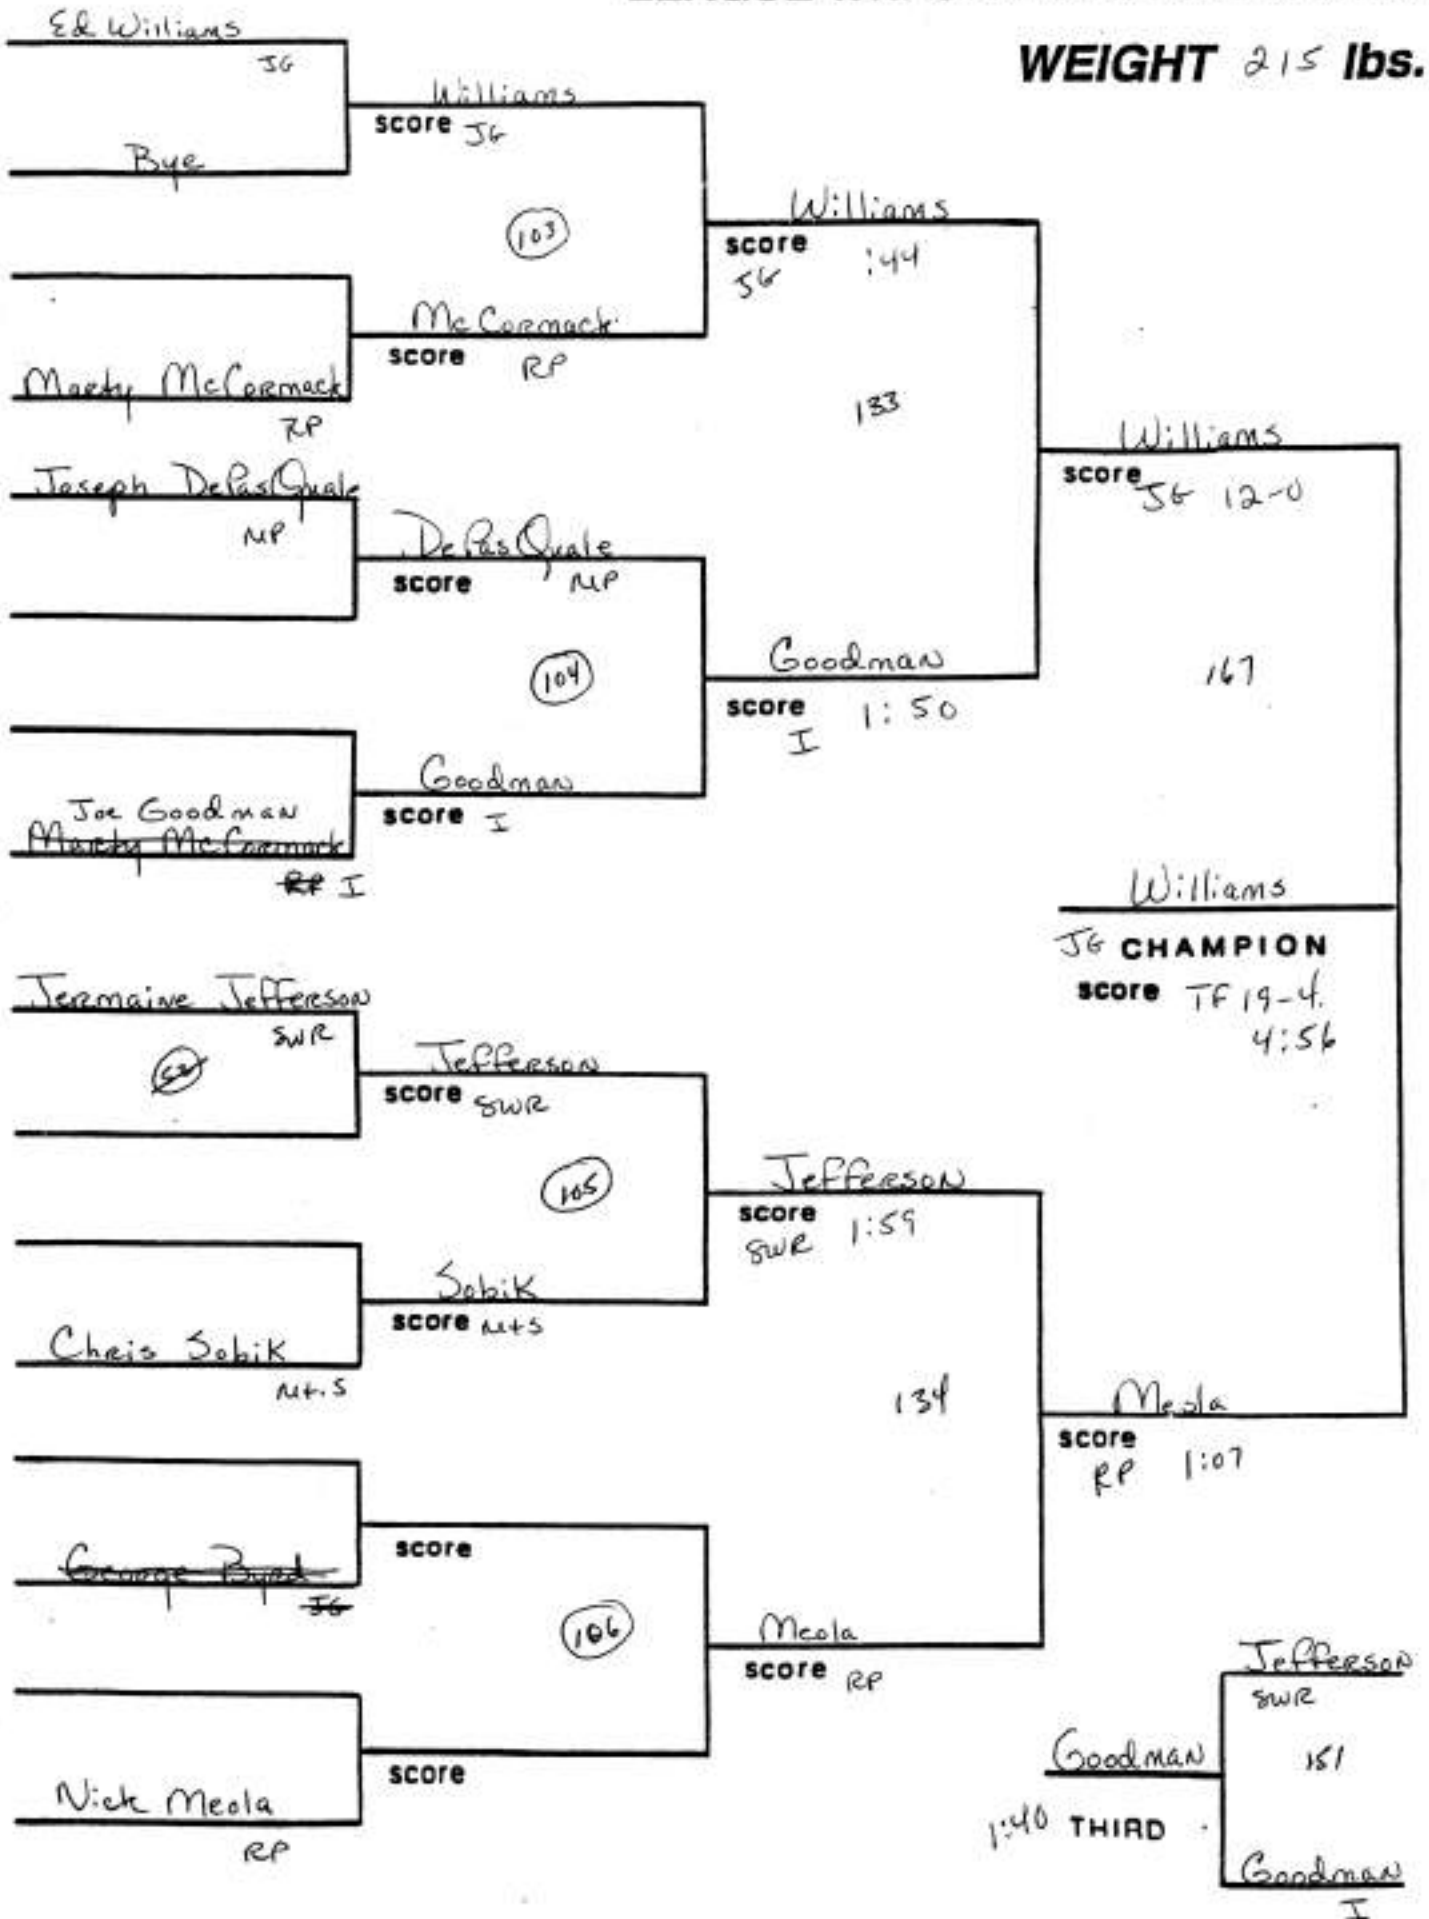 WEIGHT 215 lbs.
Ed Williams
JG
Williams
score JG
Bye
103
Williams
score :44
JG
McCormack
score RP
Marty McCormack
RP
133
Williams
score JG 12-0
Joseph DePasQuale
MP
DePasQuale
score MP
104
Goodman
score 1:50
I
167
Goodman
score I
Joe Goodman
Marty McCormack
RP I
Williams
JG CHAMPION
score TF 19-4
4:56
Jermaine Jefferson
SWR
Jefferson
score SWR
105
Jefferson
score 1:59
SWR
Sobik
score Mt S
Chris Sobik
Mt. S
134
Meola
score
RP 1:07
score
George Byrd
JG
106
Meola
score RP
Jefferson
SWR
score
Nick Meola
RP
Goodman
151
1:40 THIRD
Goodman
I